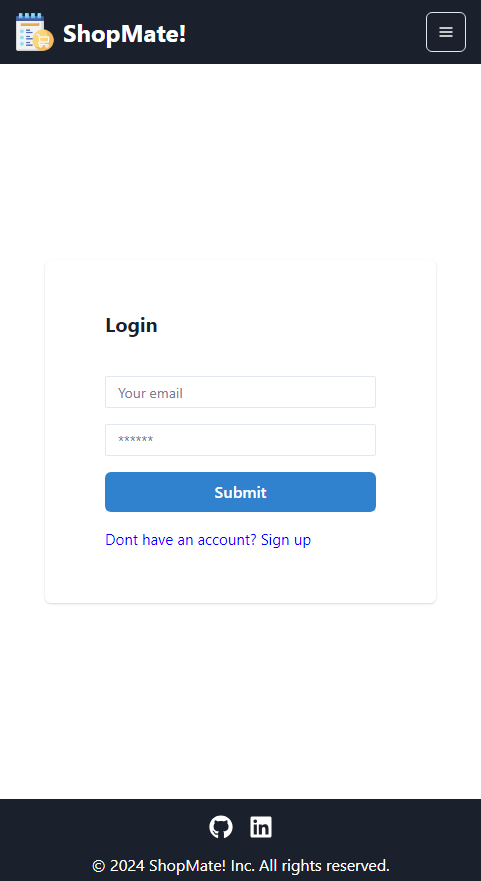 ShopMate!
Login
Your email
******
Submit
Dont have an account? Sign up
© 2024 ShopMate! Inc. All rights reserved.